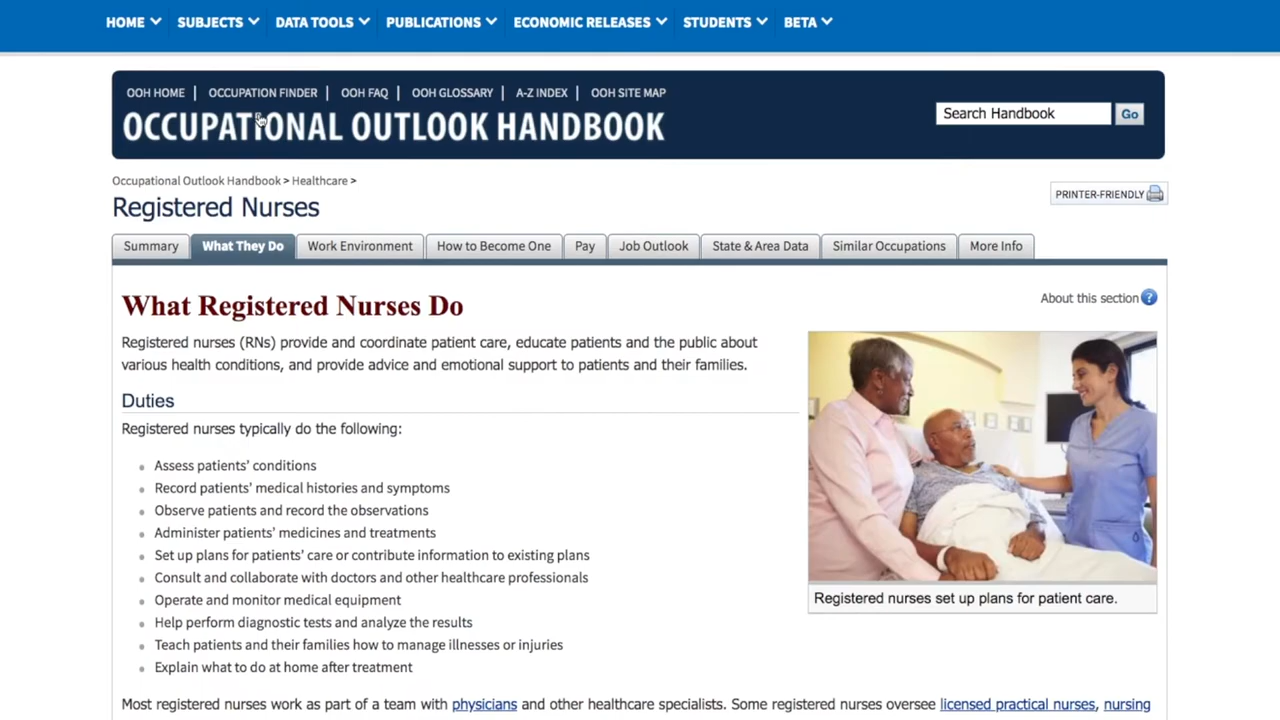 HOME SUBJECTS DATA TOOLS PUBLICATIONS ECONOMIC RELEASES STUDENTS BETA
OOH HOME | OCCUPATION FINDER | OOH FAQ | OOH GLOSSARY | A-Z INDEX | OOH SITE MAP
OCCUPATIONAL OUTLOOK HANDBOOK
Search Handbook Go
Occupational Outlook Handbook > Healthcare >
PRINTER-FRIENDLY
Registered Nurses
Summary What They Do Work Environment How to Become One Pay Job Outlook State & Area Data Similar Occupations More Info
What Registered Nurses Do
About this section ?
Registered nurses (RNs) provide and coordinate patient care, educate patients and the public about
various health conditions, and provide advice and emotional support to patients and their families.
Duties
Registered nurses typically do the following:
Assess patients' conditions
Record patients' medical histories and symptoms
Observe patients and record the observations
Administer patients' medicines and treatments
Set up plans for patients' care or contribute information to existing plans
Consult and collaborate with doctors and other healthcare professionals
Operate and monitor medical equipment
Help perform diagnostic tests and analyze the results
Teach patients and their families how to manage illnesses or injuries
Explain what to do at home after treatment
Registered nurses set up plans for patient care.
Most registered nurses work as part of a team with physicians and other healthcare specialists. Some registered nurses oversee licensed practical nurses, nursing